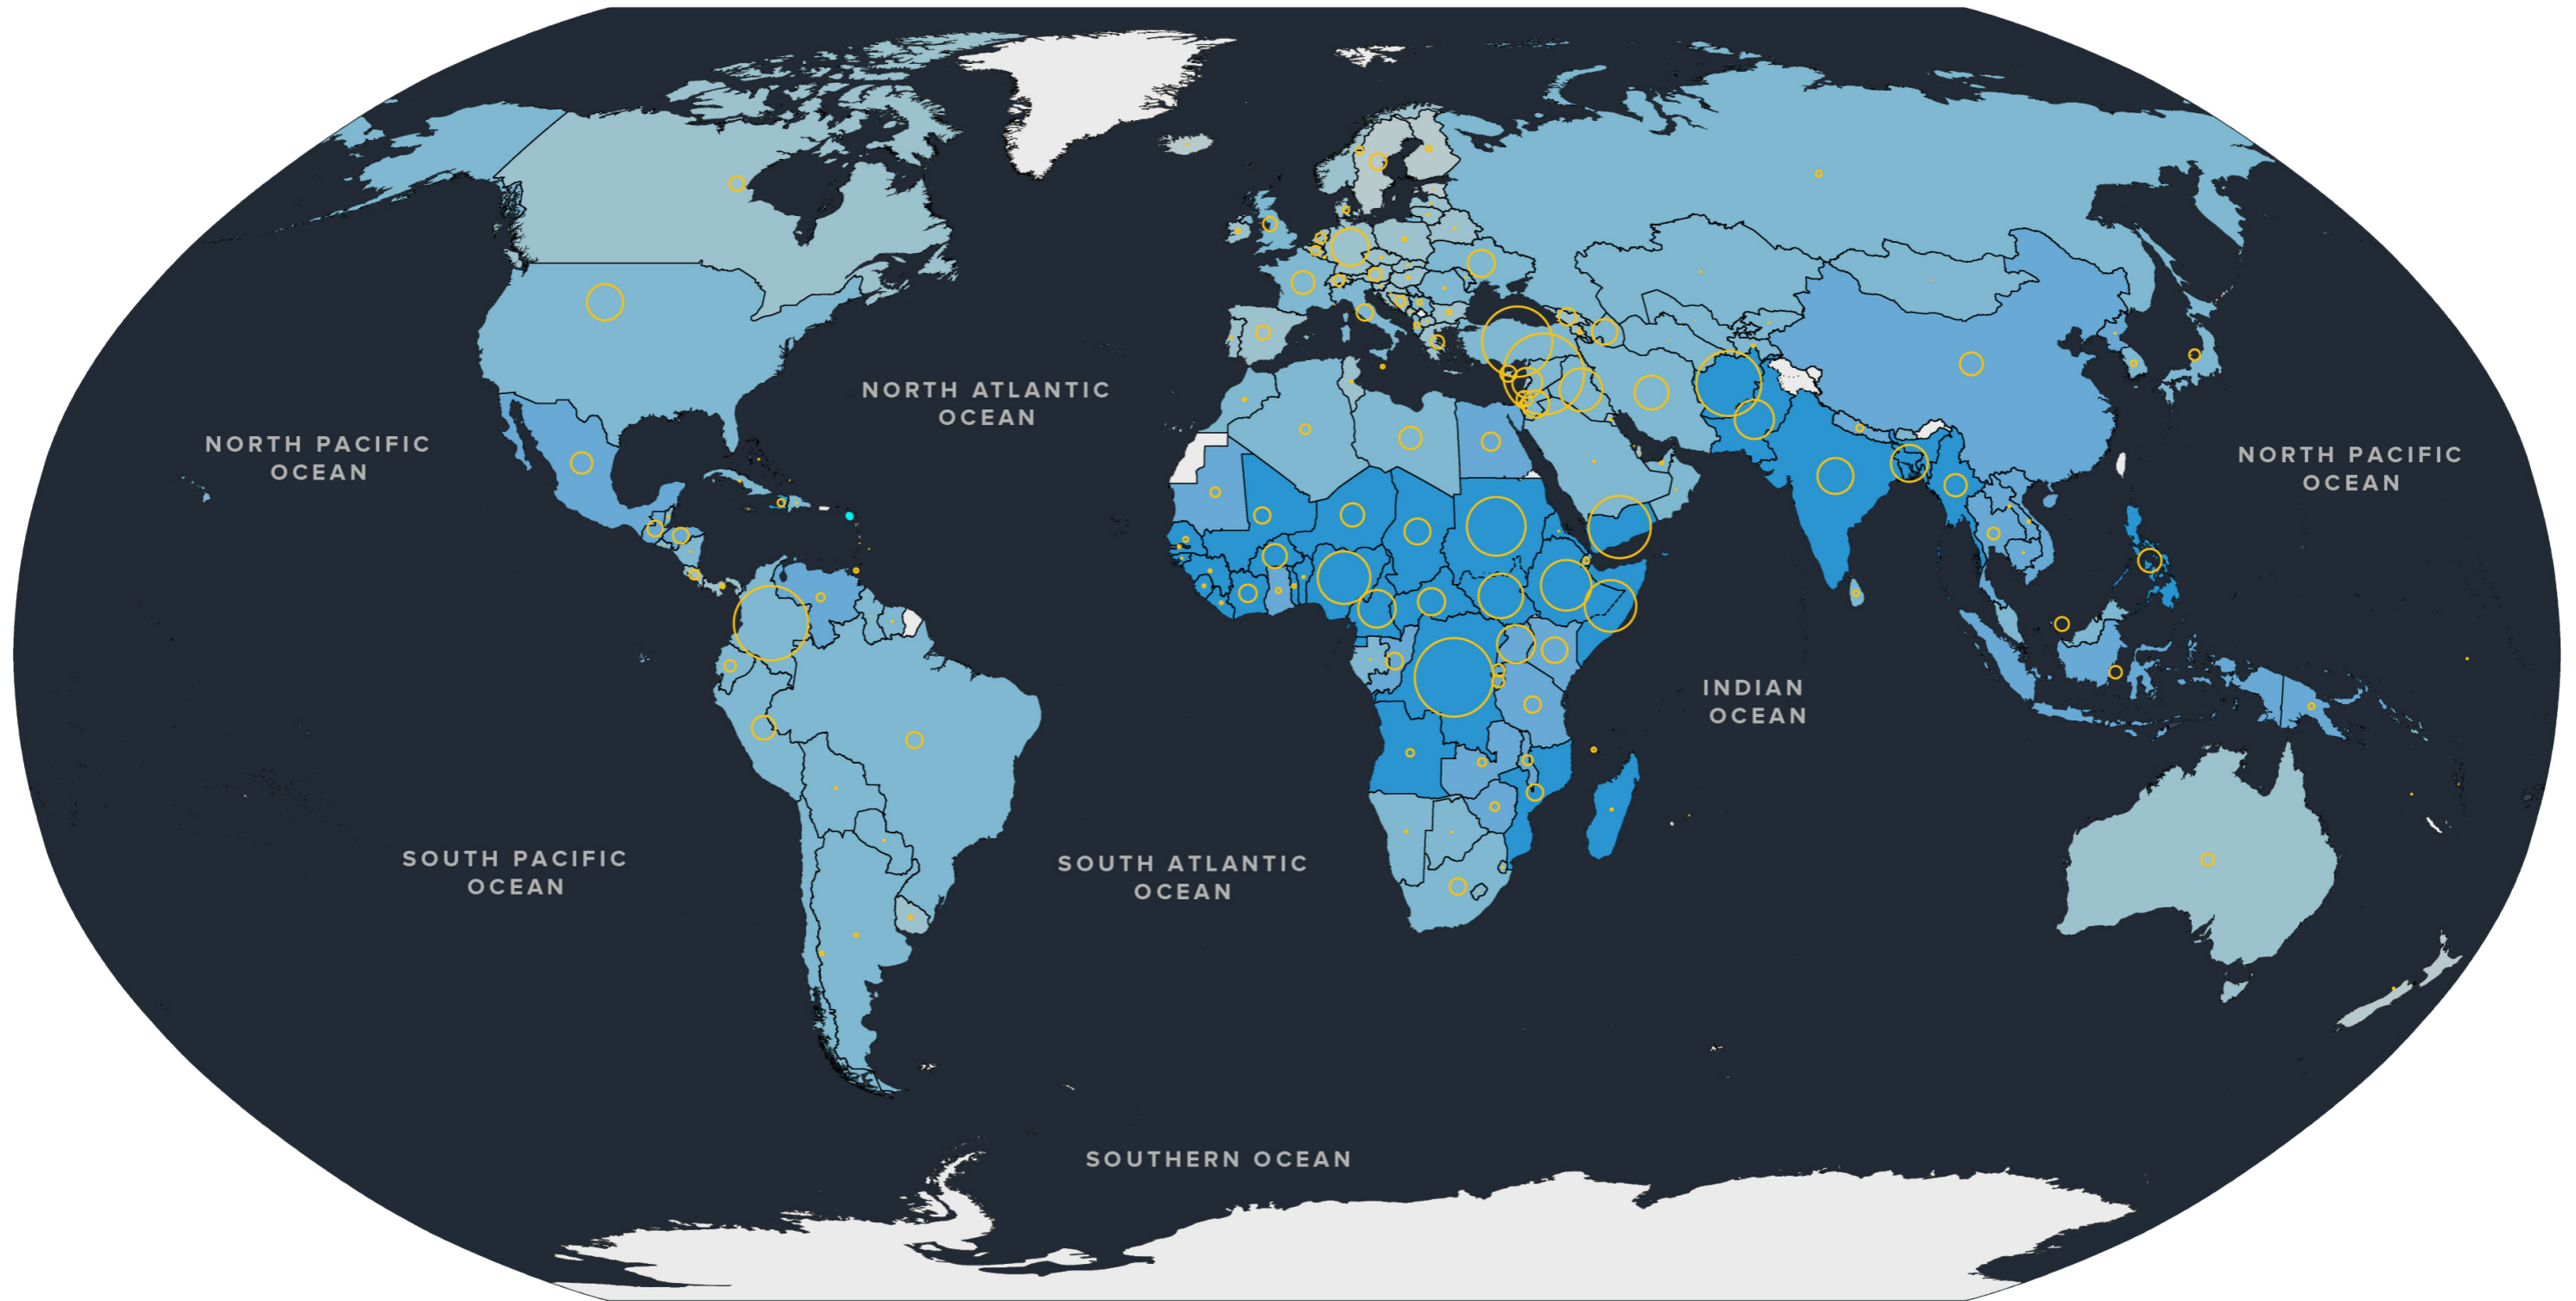 NORTH ATLANTIC
OCEAN
NORTH PACIFIC
OCEAN
NORTH PACIFIC
OCEAN
INDIAN
OCEAN
SOUTH PACIFIC
OCEAN
SOUTH ATLANTIC
OCEAN
SOUTHERN OCEAN